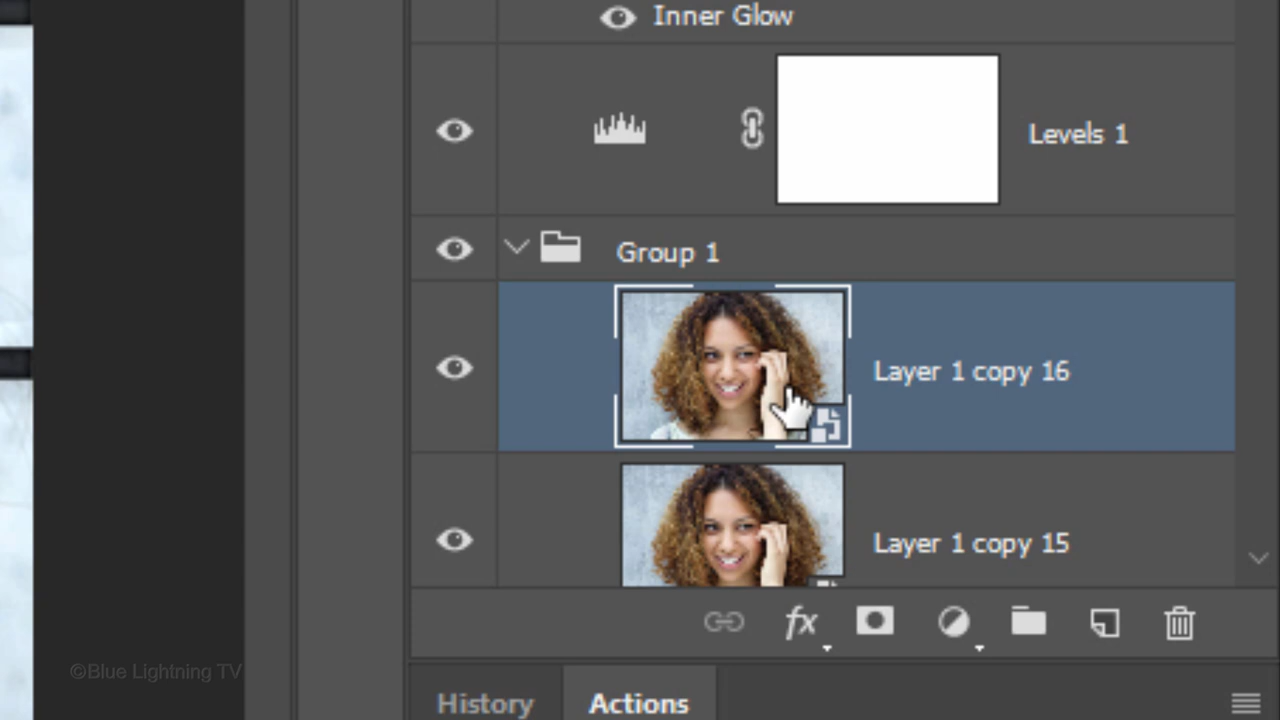 Inner Glow
Levels 1
Group 1
Layer 1 copy 16
Layer 1 copy 15
fx
©Blue Lightning TV
History
Actions